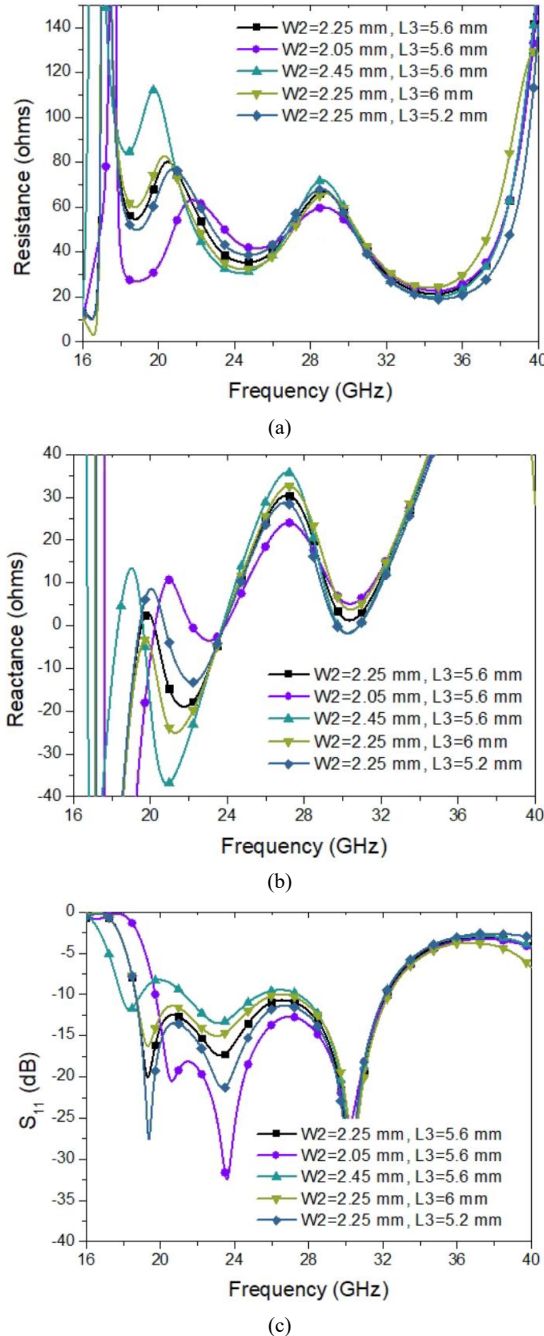 140
120
100
80
60
40
20
0
Resistance (ohms)
W2=2.25 mm, L3=5.6 mm
W2=2.05 mm, L3=5.6 mm
W2=2.45 mm, L3=5.6 mm
W2=2.25 mm, L3=6 mm
W2=2.25 mm, L3=5.2 mm
16 20 24 28 32 36 40
Frequency (GHz)
(a)
40
30
20
10
0
-10
-20
-30
-40
Reactance (ohms)
W2=2.25 mm, L3=5.6 mm
W2=2.05 mm, L3=5.6 mm
W2=2.45 mm, L3=5.6 mm
W2=2.25 mm, L3=6 mm
W2=2.25 mm, L3=5.2 mm
16 20 24 28 32 36 40
Frequency (GHz)
(b)
0
-5
-10
-15
-20
-25
-30
-35
-40
S11 (dB)
W2=2.25 mm, L3=5.6 mm
W2=2.05 mm, L3=5.6 mm
W2=2.45 mm, L3=5.6 mm
W2=2.25 mm, L3=6 mm
W2=2.25 mm, L3=5.2 mm
16 20 24 28 32 36 40
Frequency (GHz)
(c)